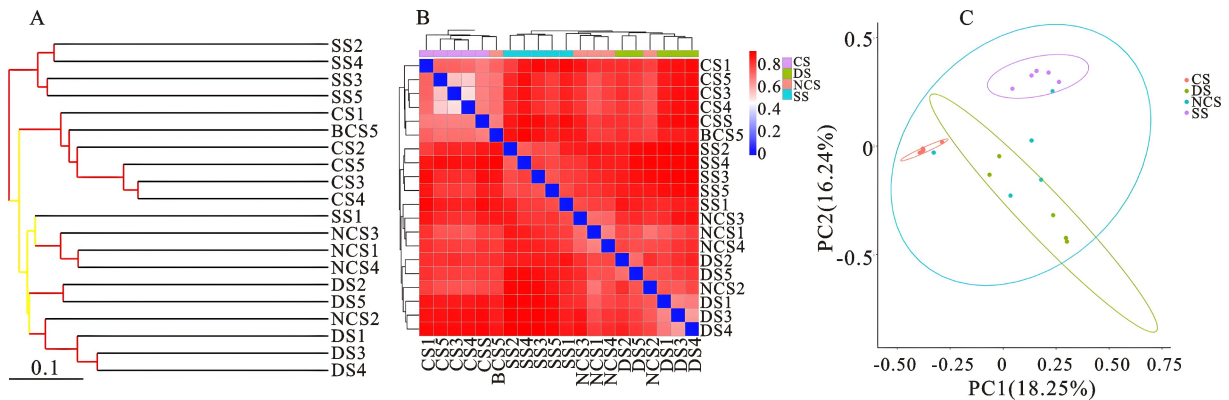 A
SS2
SS4
SS3
SS5
CS1
BCS5
CS2
CS5
CS3
CS4
SS1
NCS3
NCS1
NCS4
DS2
DS5
NCS2
DS1
DS3
DS4
0.1
B
CS1
CS5
CS3
CS4
CSS
BCS5
SS2
SS4
SS3
SS5
SS1
NCS3
NCS1
NCS4
DS2
DS5
NCS2
DS1
DS3
DS4
CS1
CS5
CS3
CS4
CSS
BCS5
SS2
SS4
SS3
SS5
SS1
NCS3
NCS1
NCS4
DS2
DS5
NCS2
DS1
DS3
DS4
0.8
0.6
0.4
0.2
0
CS
DS
NCS
SS
C
PC2(16.24%)
0.5
0
-0.5
-0.50
-0.25
0
0.25
0.50
0.75
PC1(18.25%)
CS
DS
NCS
SS